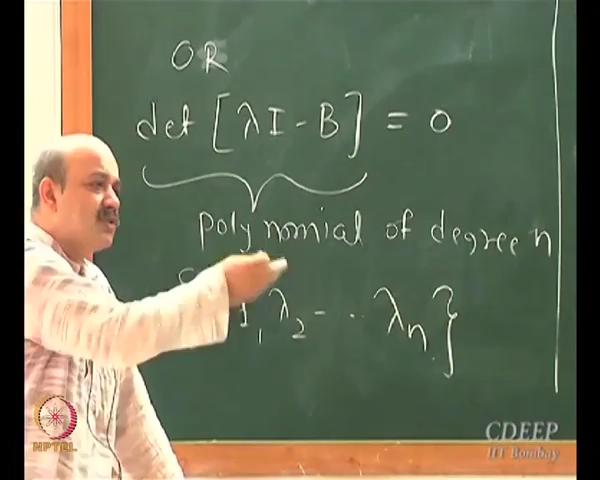 OR
det [λI - B] = 0
polynomial of degree n
λ₂ - .. λn}
NPTEL
CDEEP
IIT Bombay